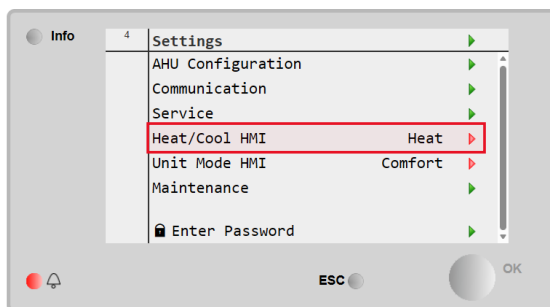 Info
4 Settings
AHU Configuration
Communication
Service
Heat/Cool HMI Heat
Unit Mode HMI Comfort
Maintenance
Enter Password
ESC
OK